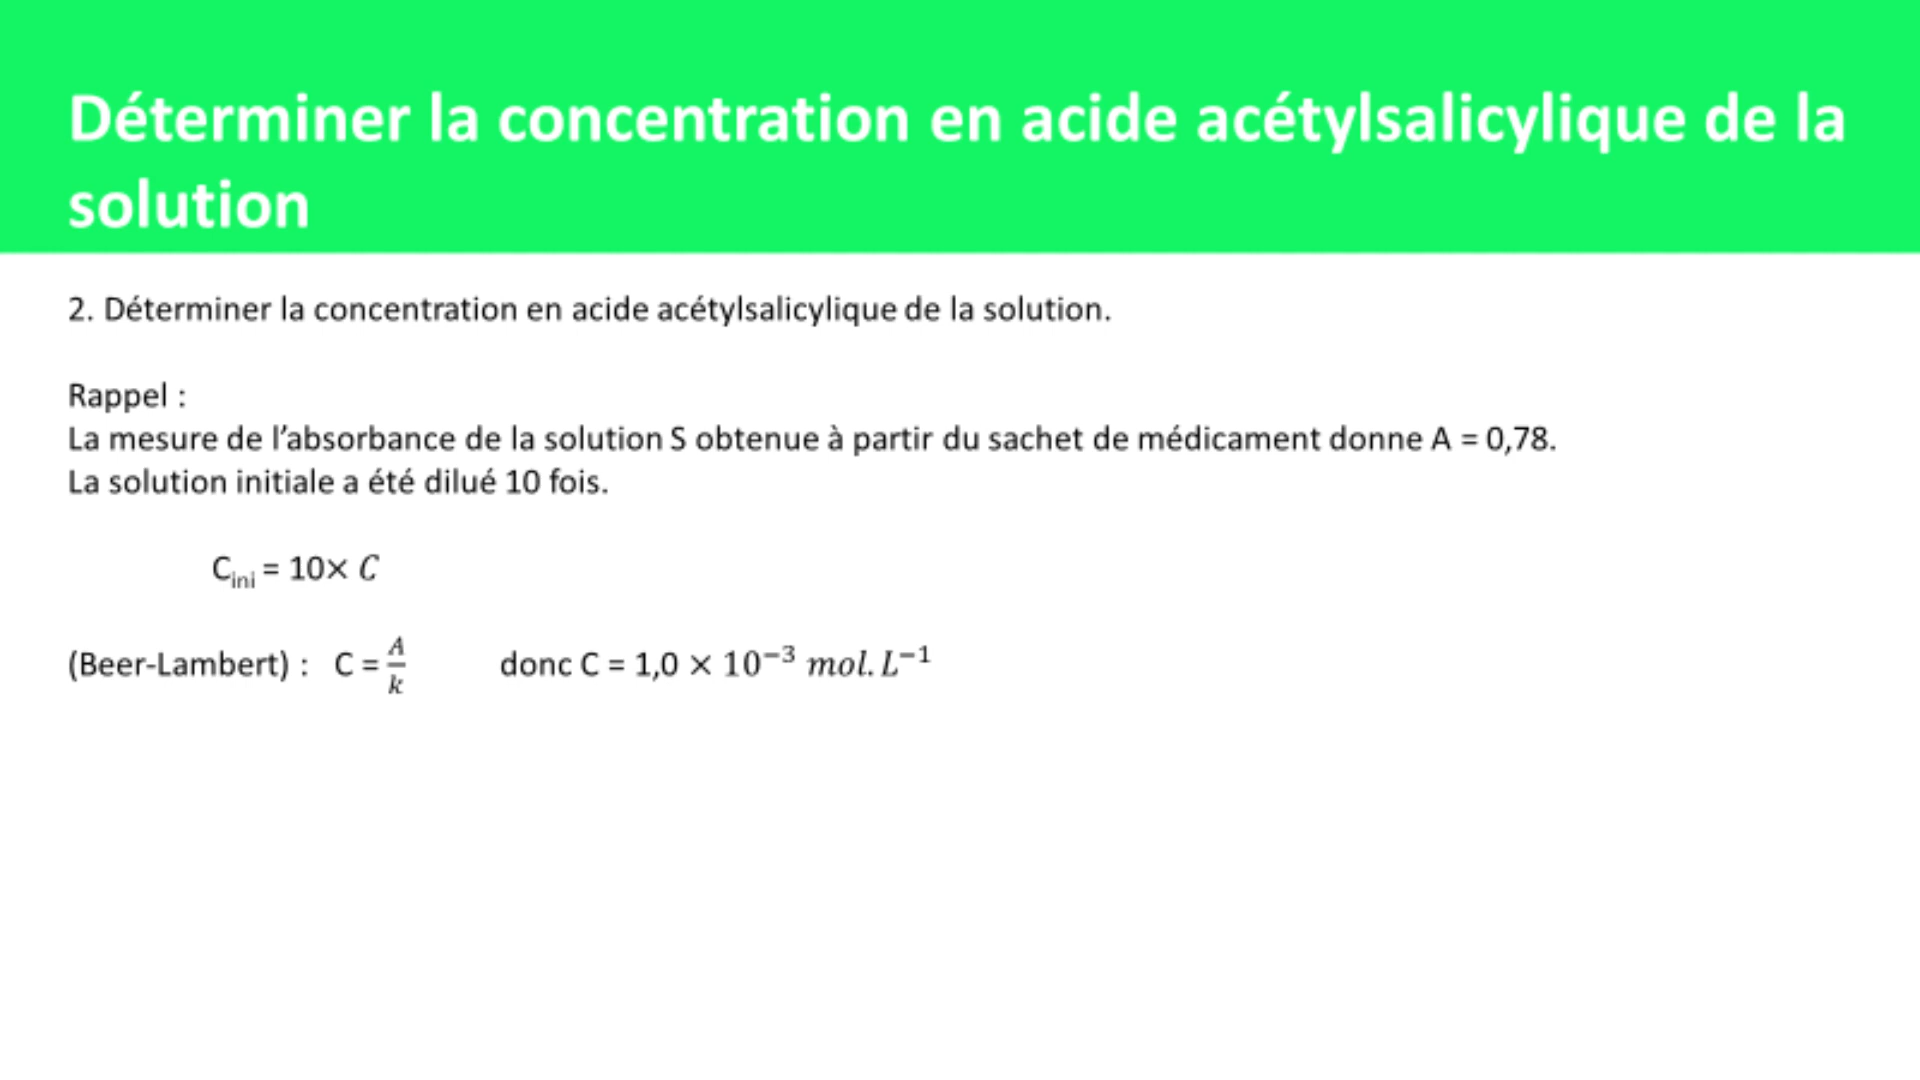 Déterminer la concentration en acide acétylsalicylique de la
solution
2. Déterminer la concentration en acide acétylsalicylique de la solution.
Rappel :
La mesure de l’absorbance de la solution S obtenue à partir du sachet de médicament donne A = 0,78.
La solution initiale a été dilué 10 fois.
C_ini = 10× C
(Beer-Lambert) : C = A/k donc C = 1,0 × 10⁻³ mol. L⁻¹